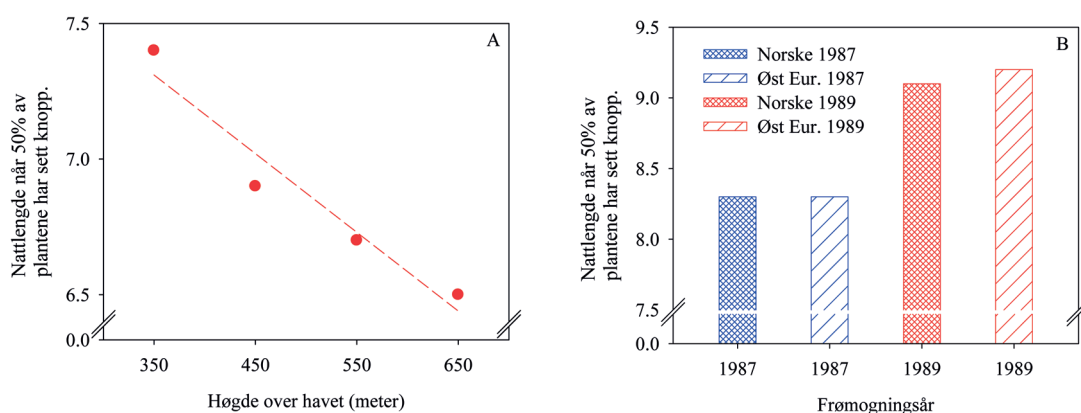 A
Nattlengde når 50% av
plantene har sett knopp.
7.5
7.0
6.5
0.0
350
450
550
650
Høgde over havet (meter)
B
Nattlengde når 50% av
plantene har sett knopp.
9.5
9.0
8.5
8.0
7.5
0.0
Norske 1987
Øst Eur. 1987
Norske 1989
Øst Eur. 1989
1987
1987
1989
1989
Frømogningsår